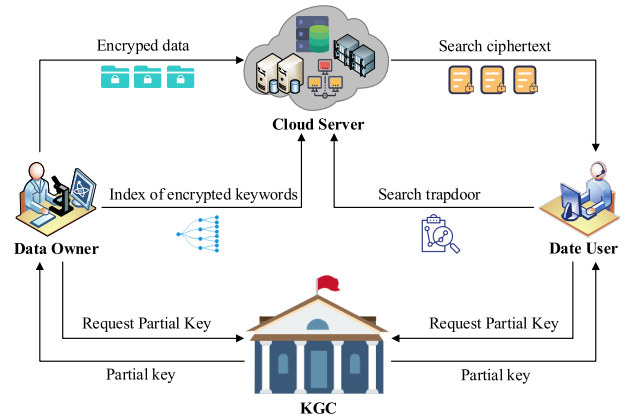 Encryped data
Search ciphertext
Cloud Server
Index of encrypted keywords
Search trapdoor
Data Owner
Date User
Request Partial Key
Request Partial Key
Partial key
Partial key
KGC